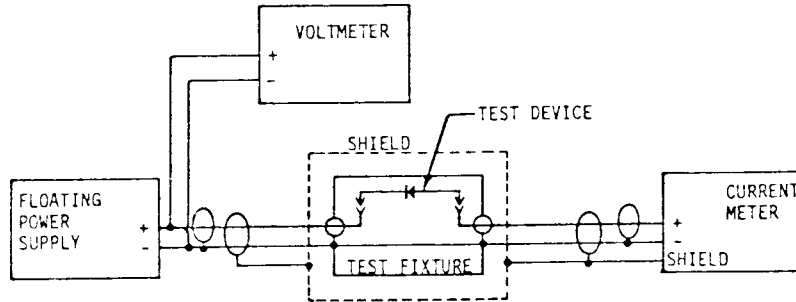 VOLTMETER
+
-
TEST DEVICE
SHIELD
FLOATING
POWER
SUPPLY
+
-
CURRENT
METER
+
-
SHIELD
TEST FIXTURE